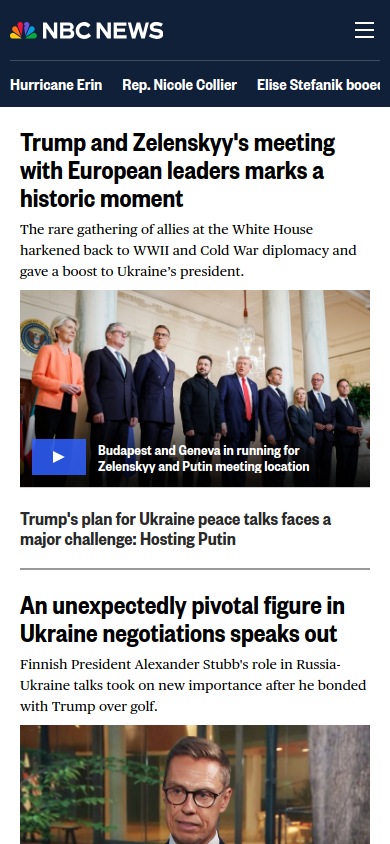 NBC NEWS
Hurricane Erin Rep. Nicole Collier Elise Stefanik booed
Trump and Zelenskyy's meeting
with European leaders marks a
historic moment
The rare gathering of allies at the White House
harkened back to WWII and Cold War diplomacy and
gave a boost to Ukraine’s president.
Budapest and Geneva in running for
Zelenskyy and Putin meeting location
Trump's plan for Ukraine peace talks faces a
major challenge: Hosting Putin
An unexpectedly pivotal figure in
Ukraine negotiations speaks out
Finnish President Alexander Stubb's role in Russia-
Ukraine talks took on new importance after he bonded
with Trump over golf.